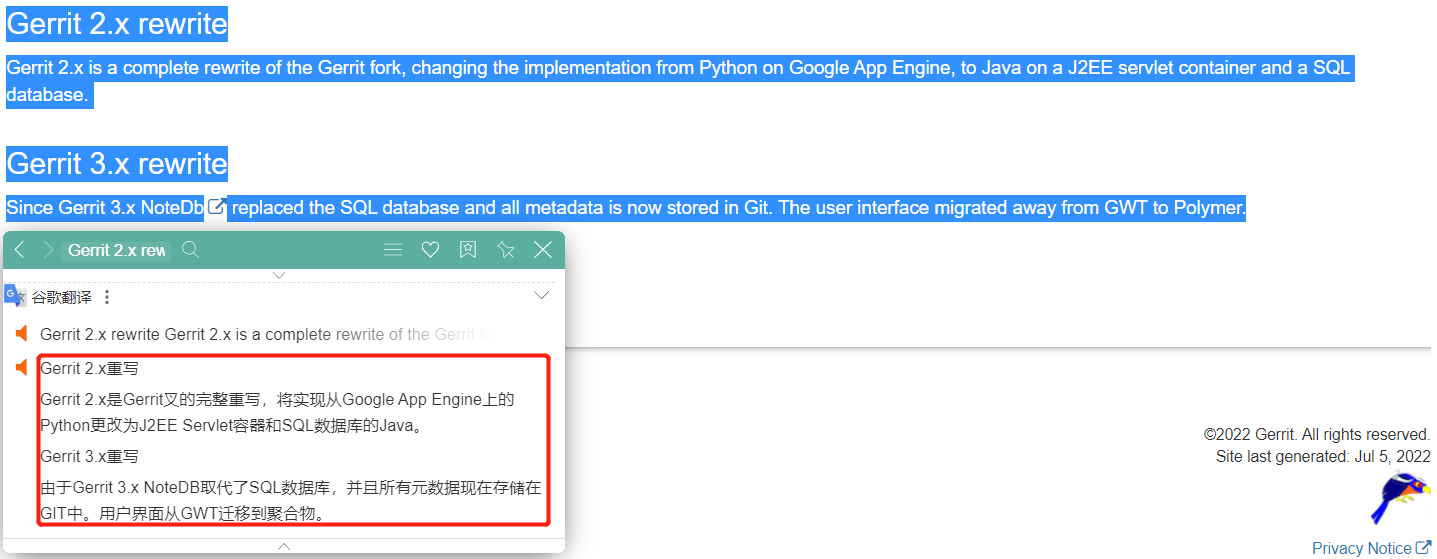 Gerrit 2.x rewrite
Gerrit 2.x is a complete rewrite of the Gerrit fork, changing the implementation from Python on Google App Engine, to Java on a J2EE servlet container and a SQL
database.
Gerrit 3.x rewrite
Since Gerrit 3.x NoteDb replaced the SQL database and all metadata is now stored in Git. The user interface migrated away from GWT to Polymer.
Gerrit 2.x rew
谷歌翻译
Gerrit 2.x rewrite Gerrit 2.x is a complete rewrite of the Gerrit f
Gerrit 2.x重写
Gerrit 2.x是Gerrit叉的完整重写，将实现从Google App Engine上的
Python更改为J2EE Servlet容器和SQL数据库的Java。
Gerrit 3.x重写
由于Gerrit 3.x NoteDB取代了SQL数据库，并且所有元数据现在存储在
GIT中。用户界面从GWT迁移到聚合物。
©2022 Gerrit. All rights reserved.
Site last generated: Jul 5, 2022
Privacy Notice